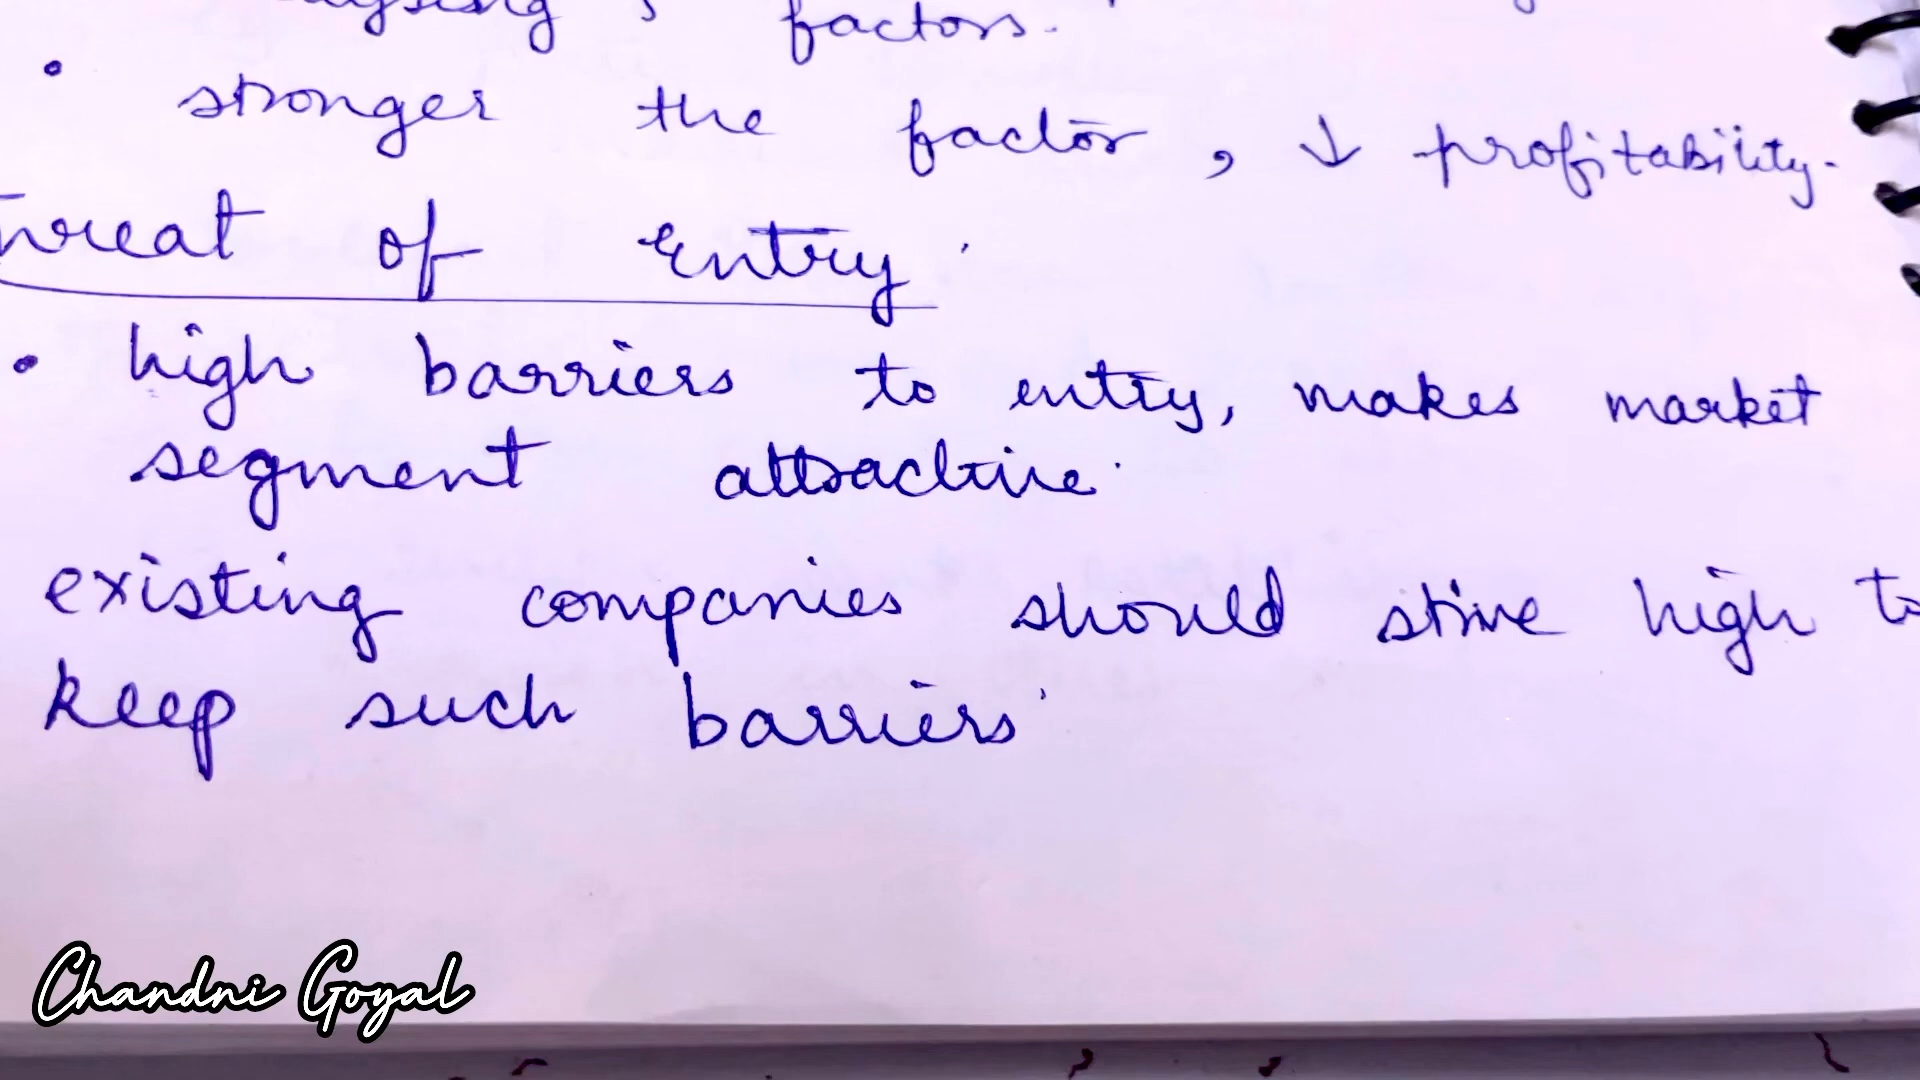 factors.
• stronger the factor, ↓ profitability.
of entry.
• high barriers to entry, makes market
segment attractive.
existing companies should strive high to
keep such barriers.
Chandni Goyal